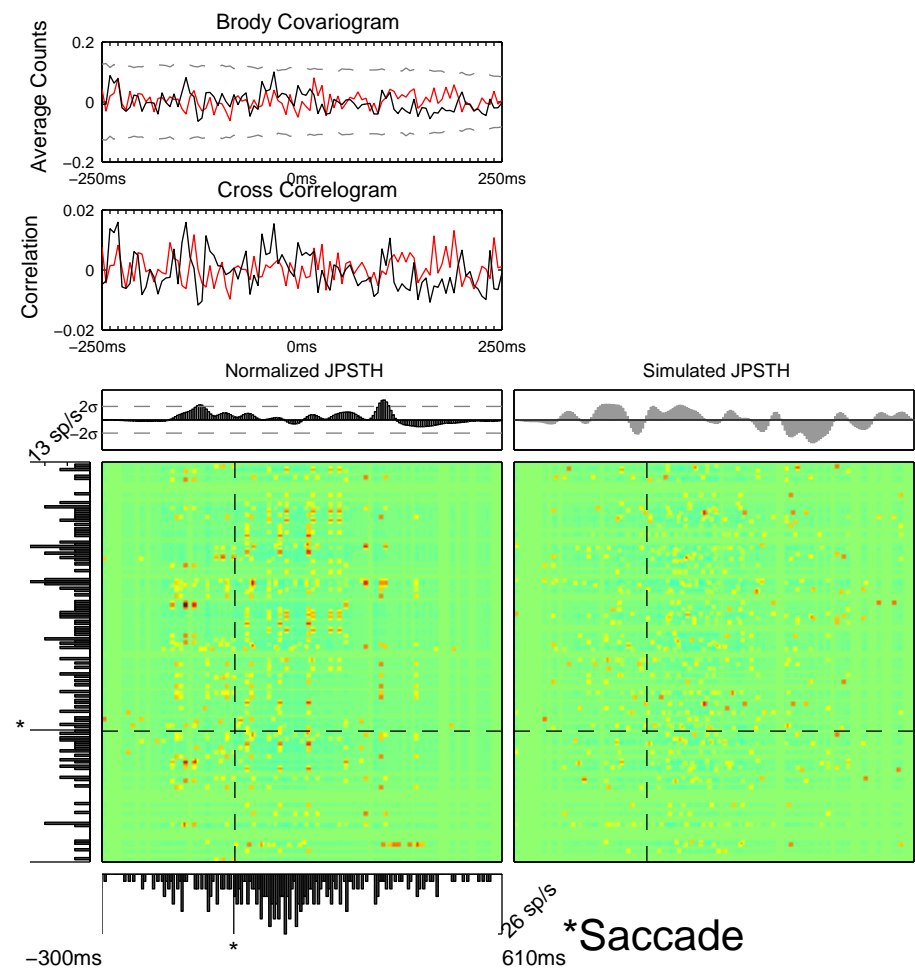 Brody Covariogram
Average Counts
0.2
0
−0.2
−250ms
0ms
250ms
Cross Correlogram
Correlation
0.02
0
−0.02
−250ms
0ms
250ms
Normalized JPSTH
Simulated JPSTH
2σ
−2σ
13 sp/s
*
*
26 sp/s
*Saccade
−300ms
610ms